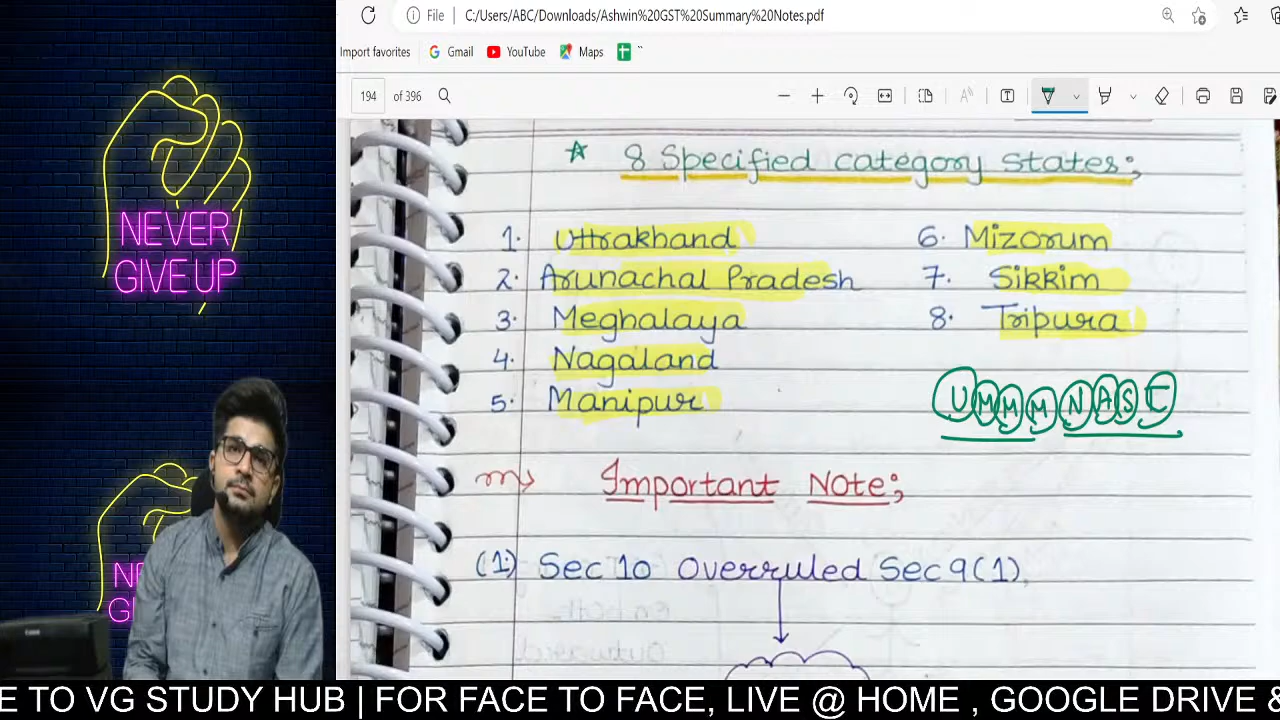 File | C:/Users/ABC/Downloads/Ashwin%20GST%20Summary%20Notes.pdf
Import favorites Gmail YouTube Maps
194 of 396
8 Specified category States;
1. Uttrakhand
2. Arunachal Pradesh
3. Meghalaya
4. Nagaland
5. Manipur
6. Mizorum
7. Sikkim
8. Tripura
UMMMNAST
Important Note;
(1) Sec 10 Overruled Sec 9(1)
NEVER
GIVE UP
E TO VG STUDY HUB | FOR FACE TO FACE, LIVE @ HOME , GOOGLE DRIVE &